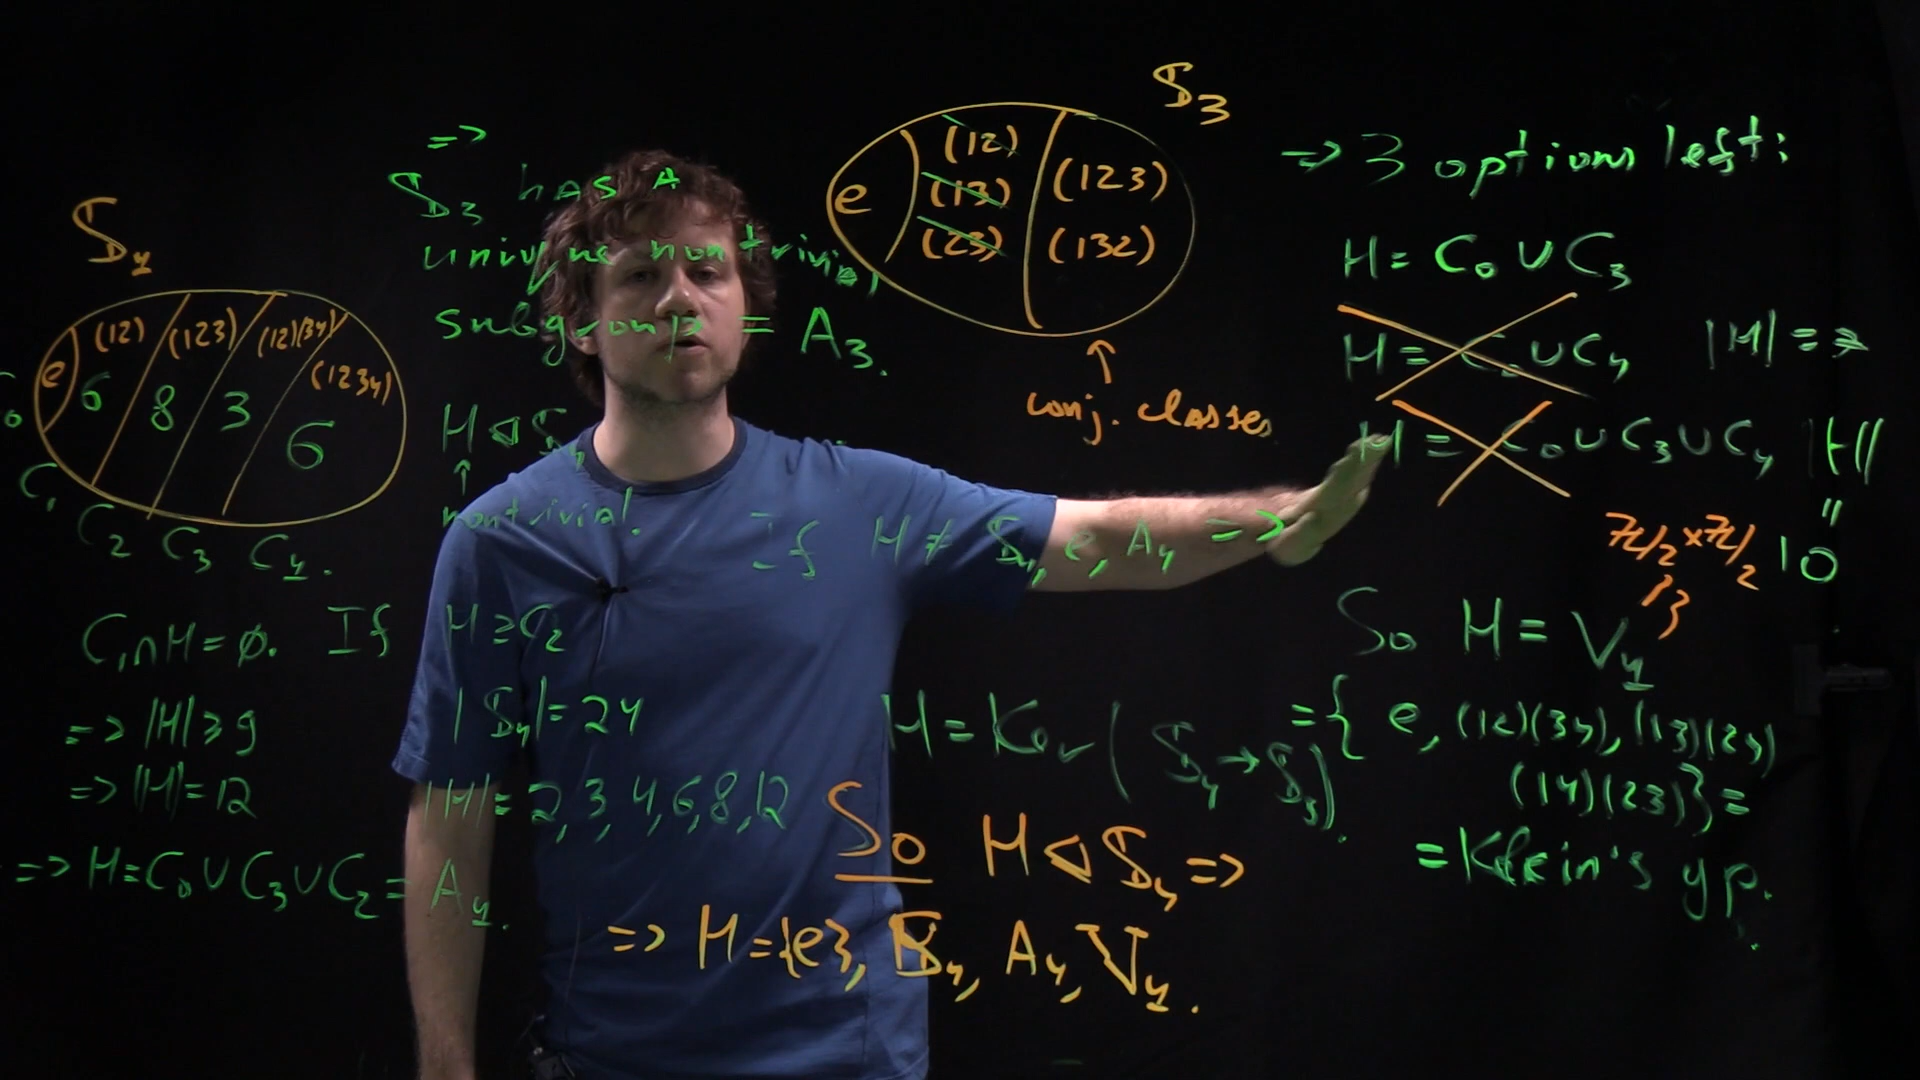 𝕊₄
e (12) (123) (12)(34) (1234)
6 8 3 6
C₁ C₂ C₃ C₄.
C₁∩H=∅. If H ⊇ C₂
=> |H| ≥ 9
=> |H|=12
=> H=C₀∪C₃∪C₂ = A₄.
=>
𝕊₃ has a
unique nontrivial
subgroup = A₃.
H ◁ 𝕊₄
↑
nontrivial.
|𝕊₄|=24
|H|=2,3,4,6,8,12
𝕊₃
e (12) (123)
(13) (132)
(23)
↑
conj. classes
If H ≠ 𝕊₄, e, A₄ =>
=> 3 options left:
H = C₀ ∪ C₃
H = C₀ ∪ C₄ |H| = 7
H = C₀ ∪ C₃ ∪ C₄ |H|
"
10
ℤ/2 × ℤ/2
So H = V₄
= { e, (12)(34), (13)(24)
(14)(23)} =
= Klein's gp.
H = Ker ( 𝕊₄ → 𝕊₃ ).
So H ◁ 𝕊₄ =>
=> H = {e}, 𝕊₄, A₄, V₄.